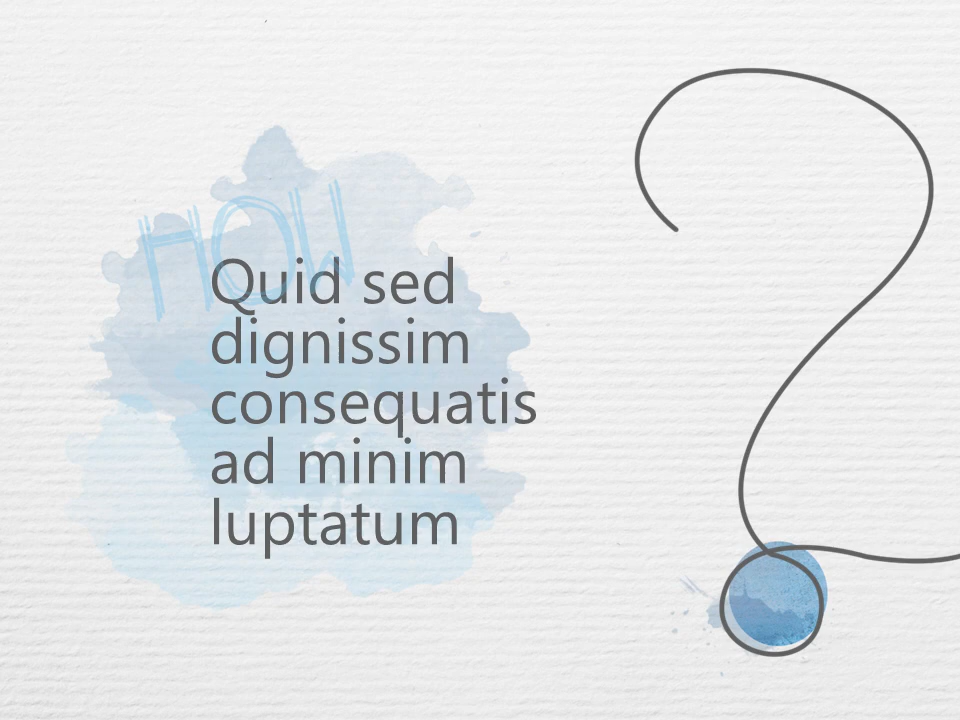 HOW
Quid sed
dignissim
consequatis
ad minim
luptatum